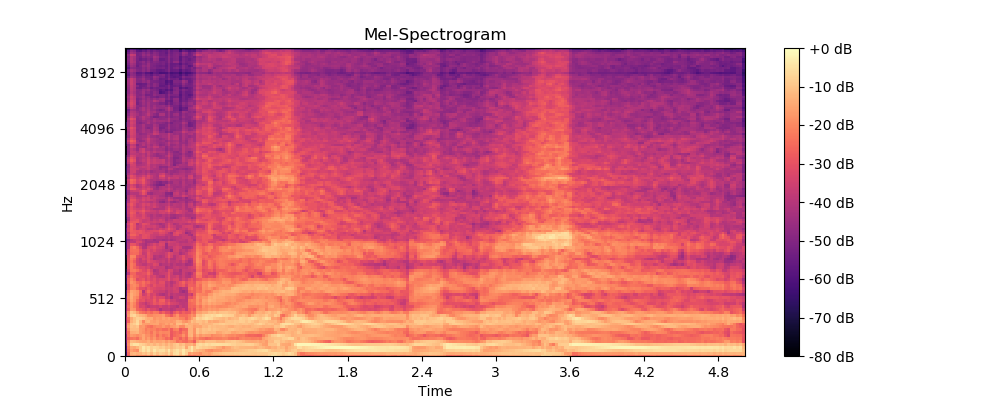 Mel-Spectrogram
Hz
8192
4096
2048
1024
512
0
0 0.6 1.2 1.8 2.4 3 3.6 4.2 4.8
Time
+0 dB
-10 dB
-20 dB
-30 dB
-40 dB
-50 dB
-60 dB
-70 dB
-80 dB